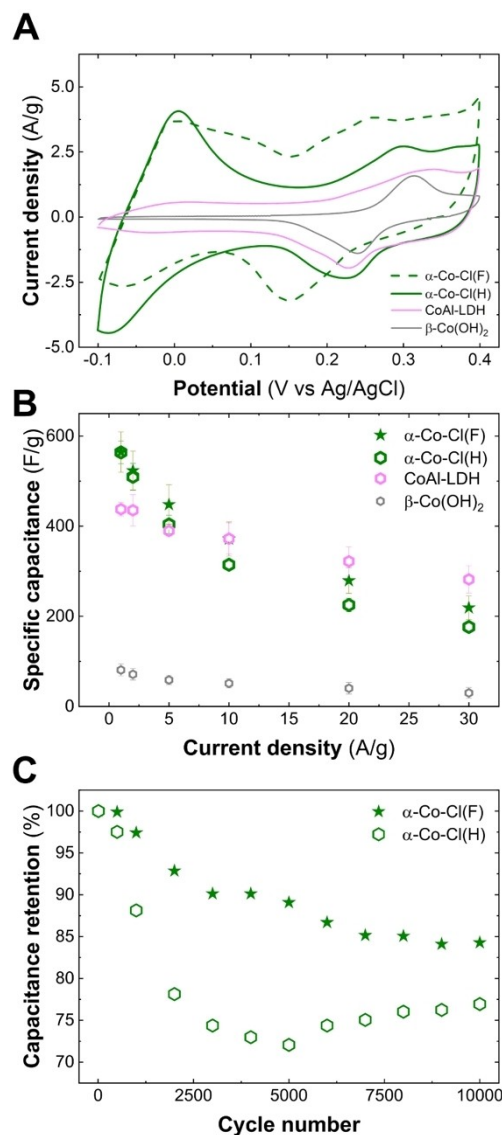 A
Current density (A/g)
5.0
2.5
0.0
-2.5
-5.0
α-Co-Cl(F)
α-Co-Cl(H)
CoAl-LDH
β-Co(OH)₂
-0.1
0.0
0.1
0.2
0.3
0.4
Potential (V vs Ag/AgCl)
B
Specific capacitance (F/g)
600
400
200
0
α-Co-Cl(F)
α-Co-Cl(H)
CoAl-LDH
β-Co(OH)₂
0
5
10
15
20
25
30
Current density (A/g)
C
Capacitance retention (%)
100
95
90
85
80
75
70
α-Co-Cl(F)
α-Co-Cl(H)
0
2500
5000
7500
10000
Cycle number